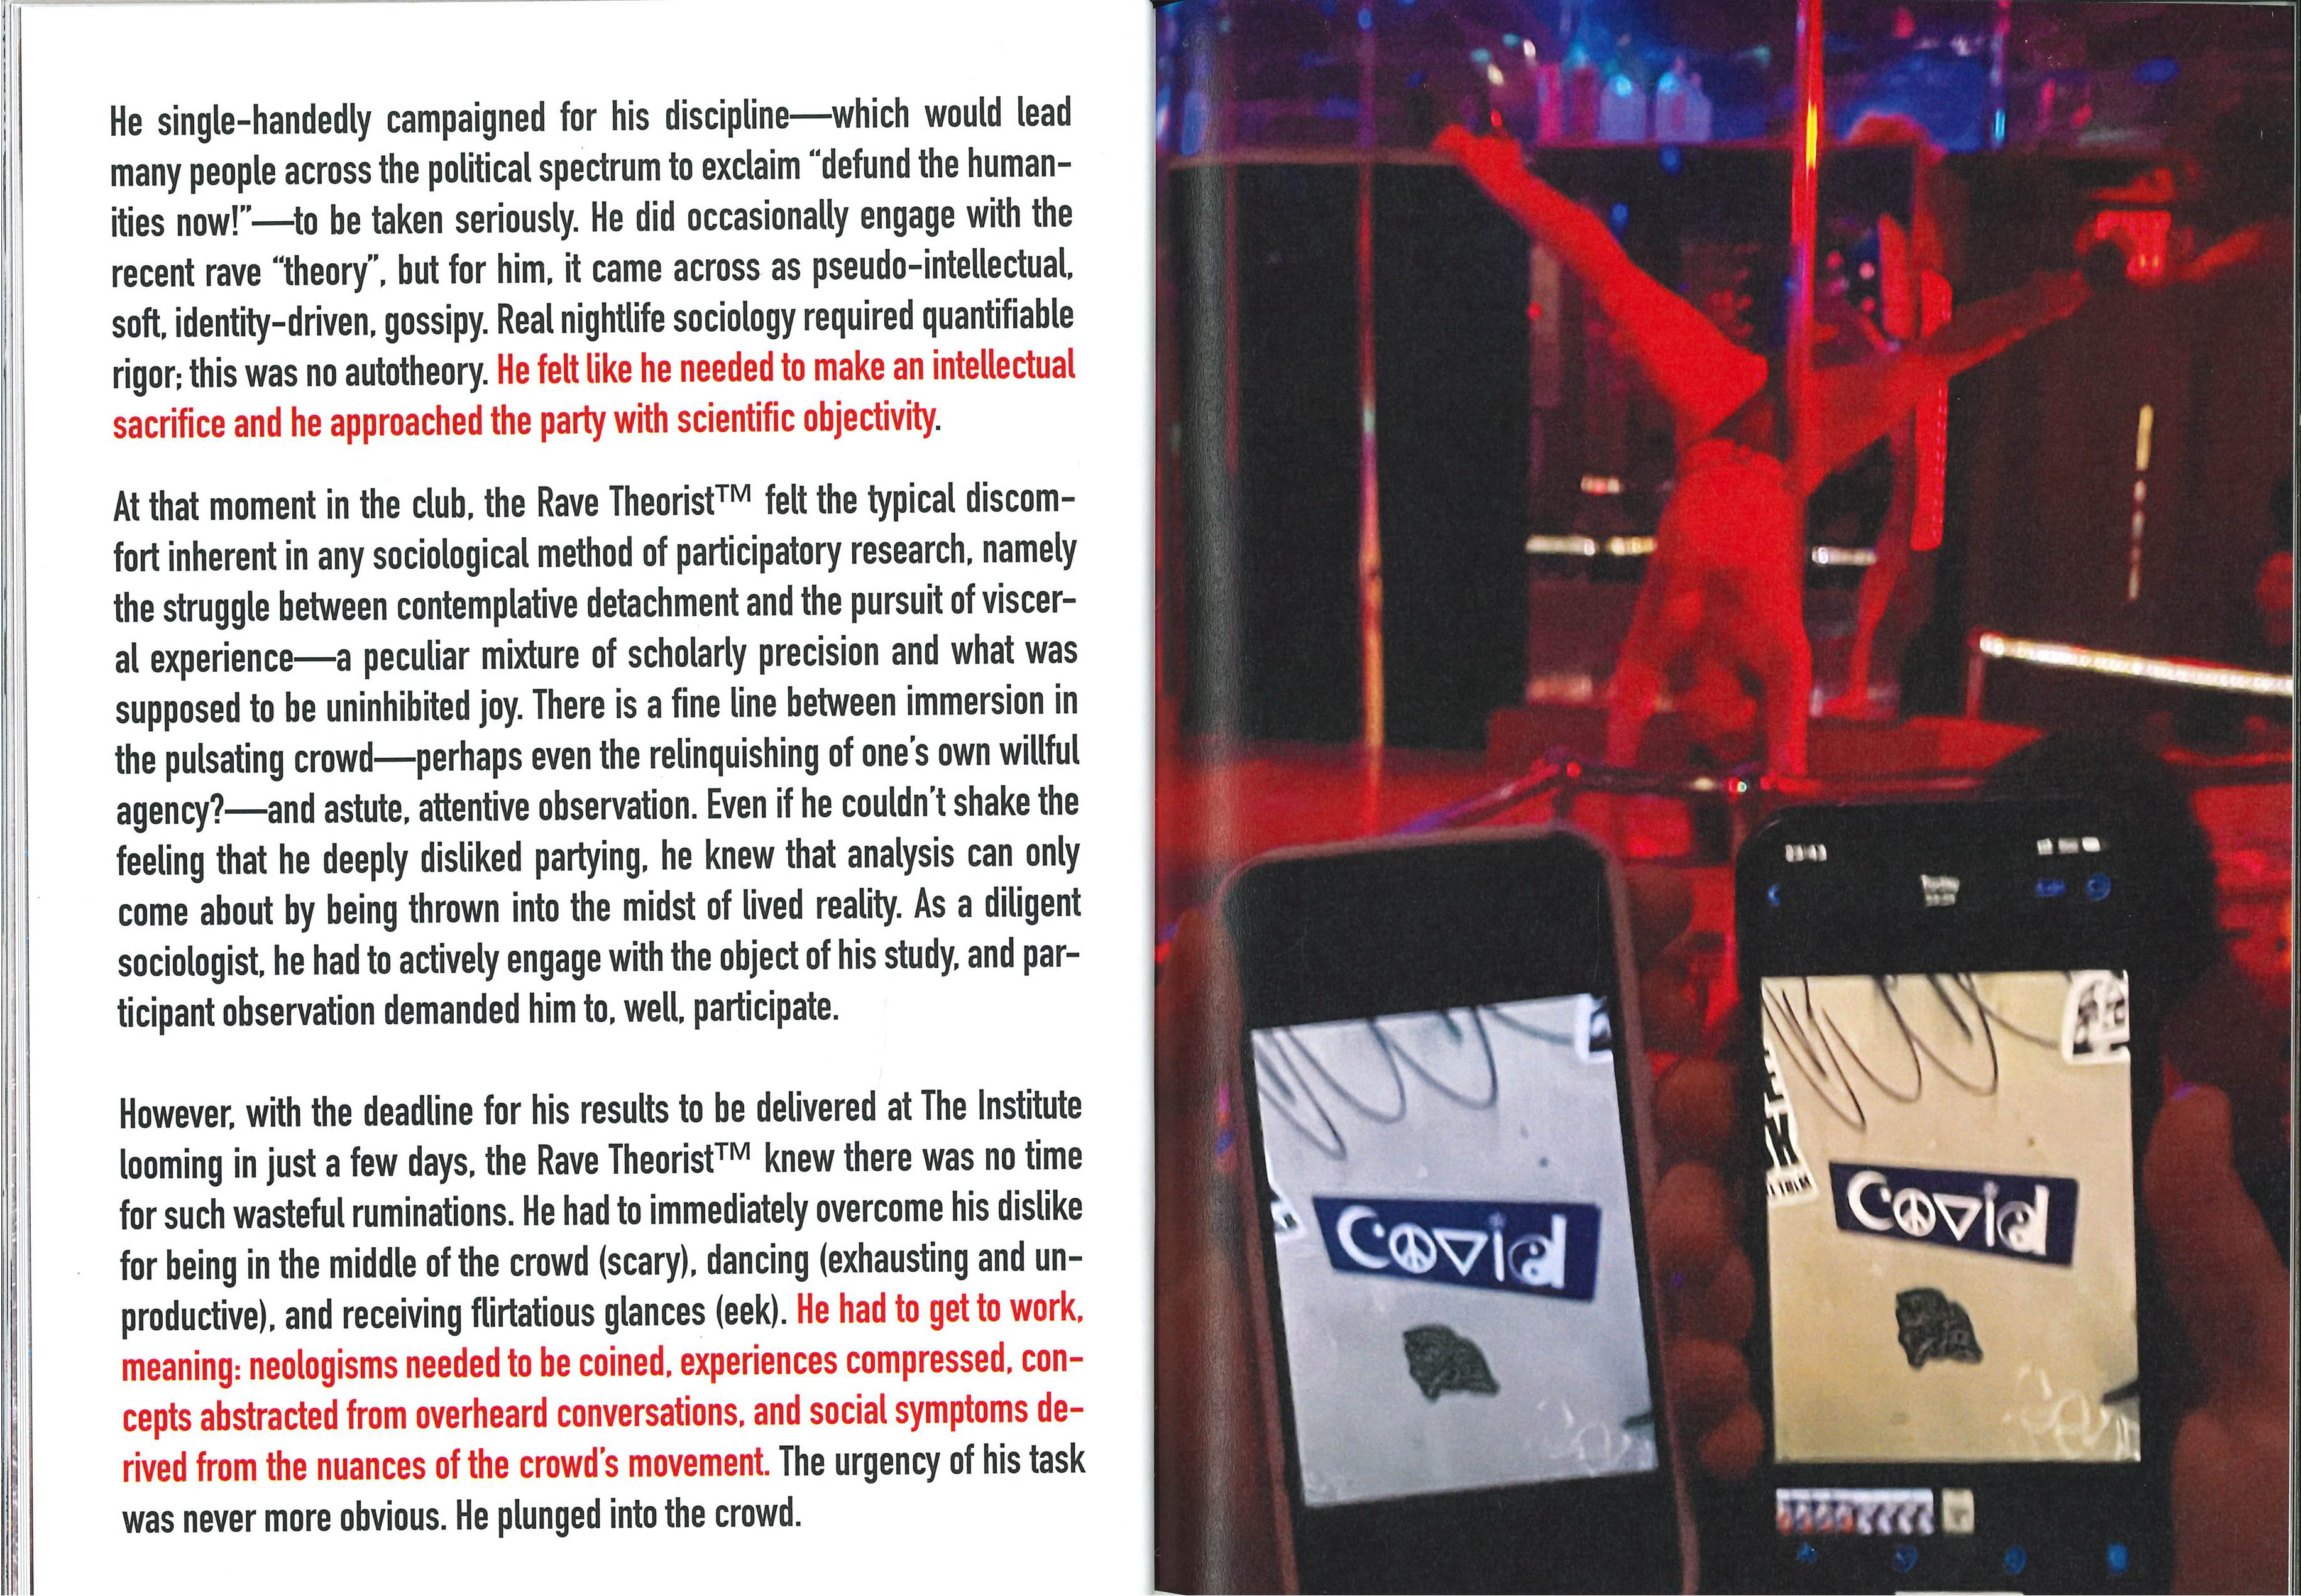 He single-handedly campaigned for his discipline—which would lead
many people across the political spectrum to exclaim “defund the human-
ities now!”—to be taken seriously. He did occasionally engage with the
recent rave “theory”, but for him, it came across as pseudo-intellectual,
soft, identity-driven, gossipy. Real nightlife sociology required quantifiable
rigor; this was no autotheory. He felt like he needed to make an intellectual
sacrifice and he approached the party with scientific objectivity.
At that moment in the club, the Rave Theorist™ felt the typical discom-
fort inherent in any sociological method of participatory research, namely
the struggle between contemplative detachment and the pursuit of viscer-
al experience—a peculiar mixture of scholarly precision and what was
supposed to be uninhibited joy. There is a fine line between immersion in
the pulsating crowd—perhaps even the relinquishing of one’s own willful
agency?—and astute, attentive observation. Even if he couldn’t shake the
feeling that he deeply disliked partying, he knew that analysis can only
come about by being thrown into the midst of lived reality. As a diligent
sociologist, he had to actively engage with the object of his study, and par-
ticipant observation demanded him to, well, participate.
However, with the deadline for his results to be delivered at The Institute
looming in just a few days, the Rave Theorist™ knew there was no time
for such wasteful ruminations. He had to immediately overcome his dislike
for being in the middle of the crowd (scary), dancing (exhausting and un-
productive), and receiving flirtatious glances (eek). He had to get to work,
meaning: neologisms needed to be coined, experiences compressed, con-
cepts abstracted from overheard conversations, and social symptoms de-
rived from the nuances of the crowd’s movement. The urgency of his task
was never more obvious. He plunged into the crowd.
Covid
23:43
Today
Covid